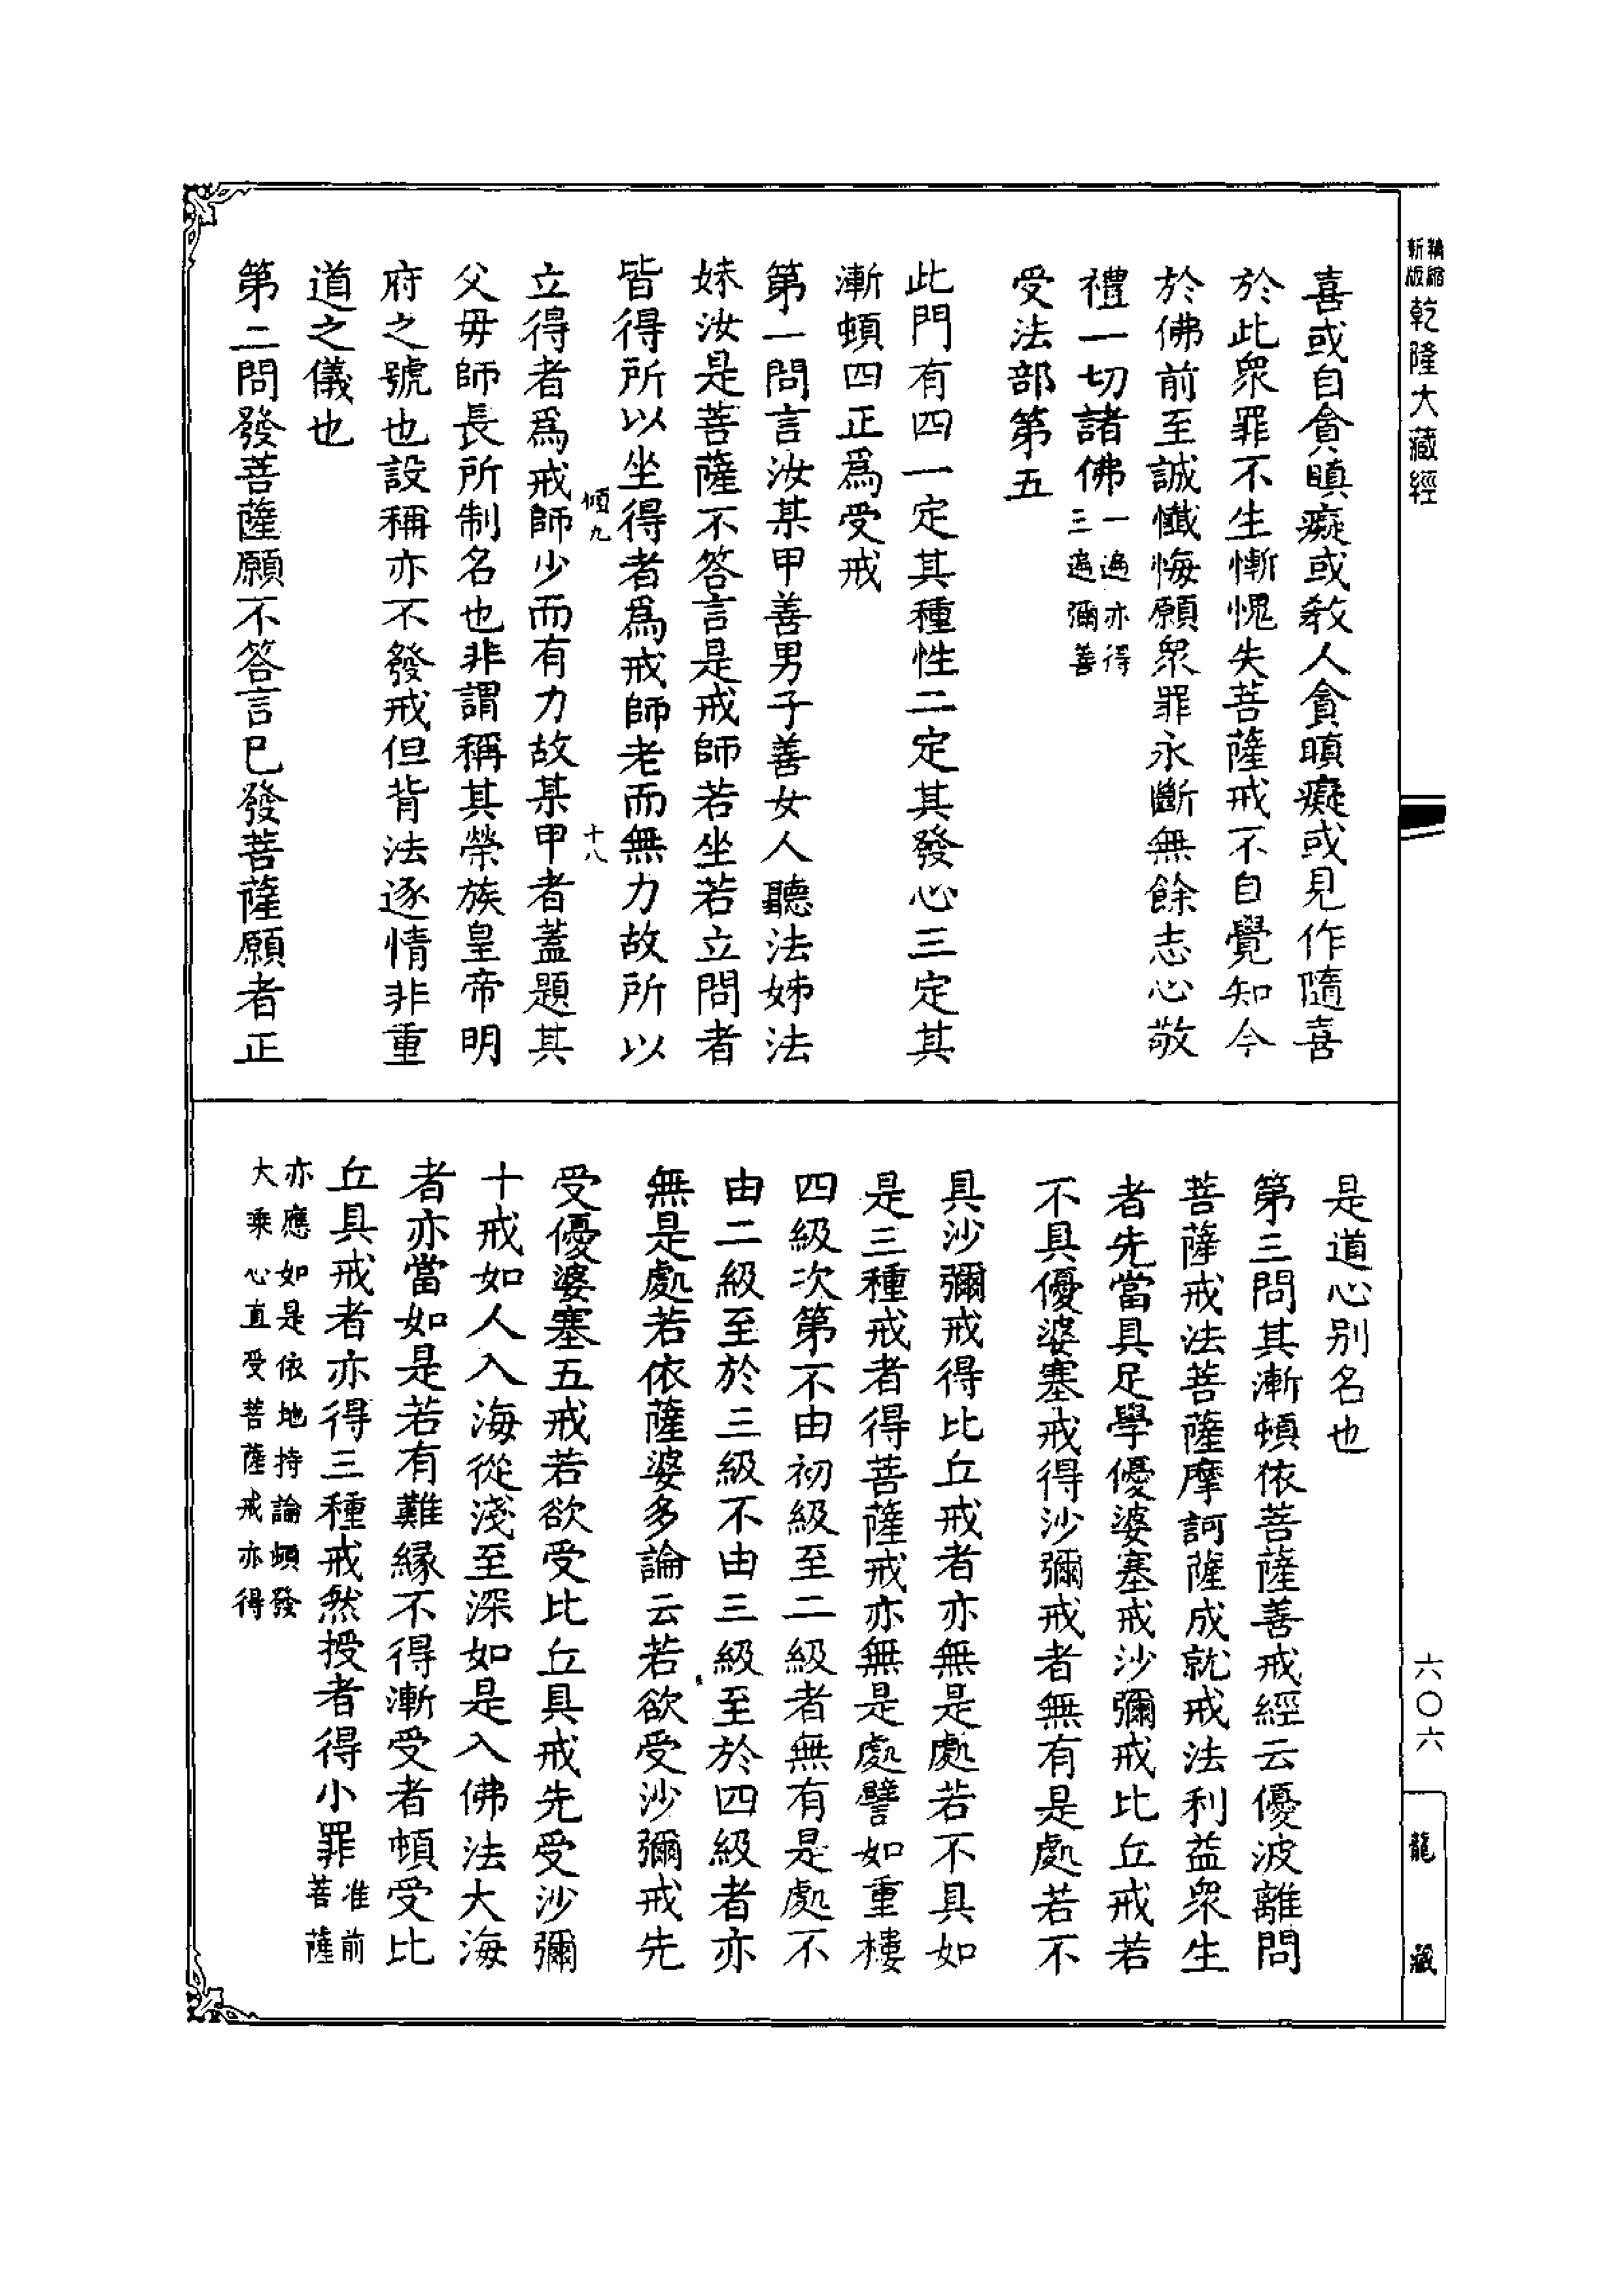 新版
精縮
乾隆大藏經
喜或自貪瞋癡或教人貪瞋癡或見作隨喜
於此衆罪不生慚愧失菩薩戒不自覺知今
於佛前至誠懺悔願衆罪永斷無餘志心敬
禮一切諸佛一遍亦得三遍彌善
受法部第五
此門有四一定其種性二定其發心三定其
漸頓四正爲受戒
第一問言汝某甲善男子善女人聽法姊法
妹汝是菩薩不答言是戒師若坐若立問者
皆得所以坐得者爲戒師老而無力故所以
傾九
十八
立得者爲戒師少而有力故某甲者蓋題其
父母師長所制名也非謂稱其榮族皇帝明
府之號也設稱亦不發戒但背法逐情非重
道之儀也
第二問發菩薩願不答言已發菩薩願者正
是道心别名也
第三問其漸頓依菩薩善戒經云優波離問
菩薩戒法菩薩摩訶薩成就戒法利益衆生
者先當具足學優婆塞戒沙彌戒比丘戒若
不具優婆塞戒得沙彌戒者無有是處若不
具沙彌戒得比丘戒者亦無是處若不具如
是三種戒者得菩薩戒亦無是處譬如重樓
四級次第不由初級至二級者無有是處不
由二級至於三級不由三級至於四級者亦
無是處若依薩婆多論云若欲受沙彌戒先
受優婆塞五戒若欲受比丘具戒先受沙彌
十戒如人入海從淺至深如是入佛法大海
者亦當如是若有難緣不得漸受者頓受比
丘具戒者亦得三種戒然授者得小罪准前菩薩
亦應如是依地持論頓發
大乘心直受菩薩戒亦得
六〇六
龍藏